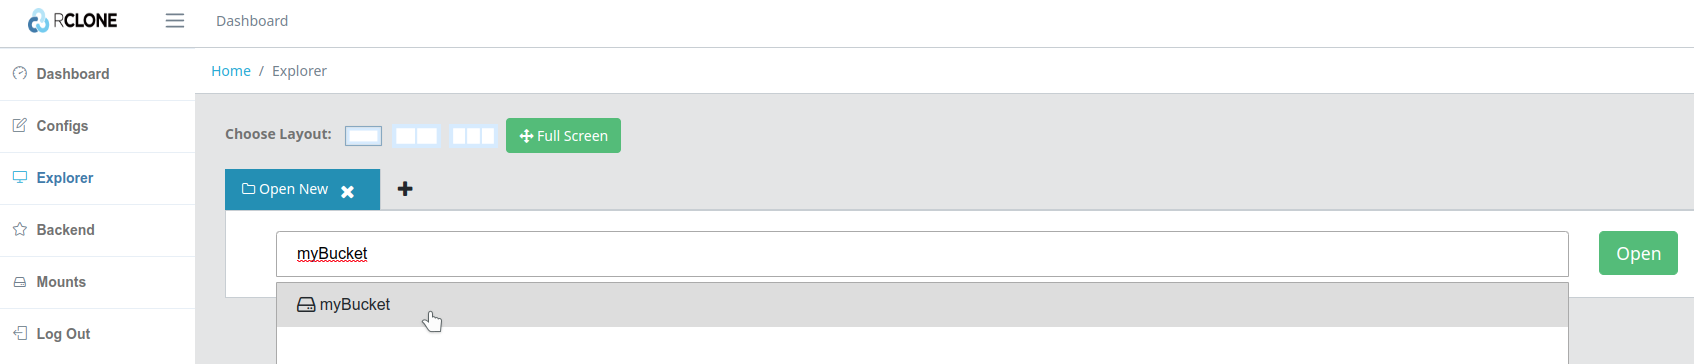 RCLONE
Dashboard
Dashboard
Configs
Explorer
Backend
Mounts
Log Out
Home / Explorer
Choose Layout:
Full Screen
Open New
myBucket
Open
myBucket